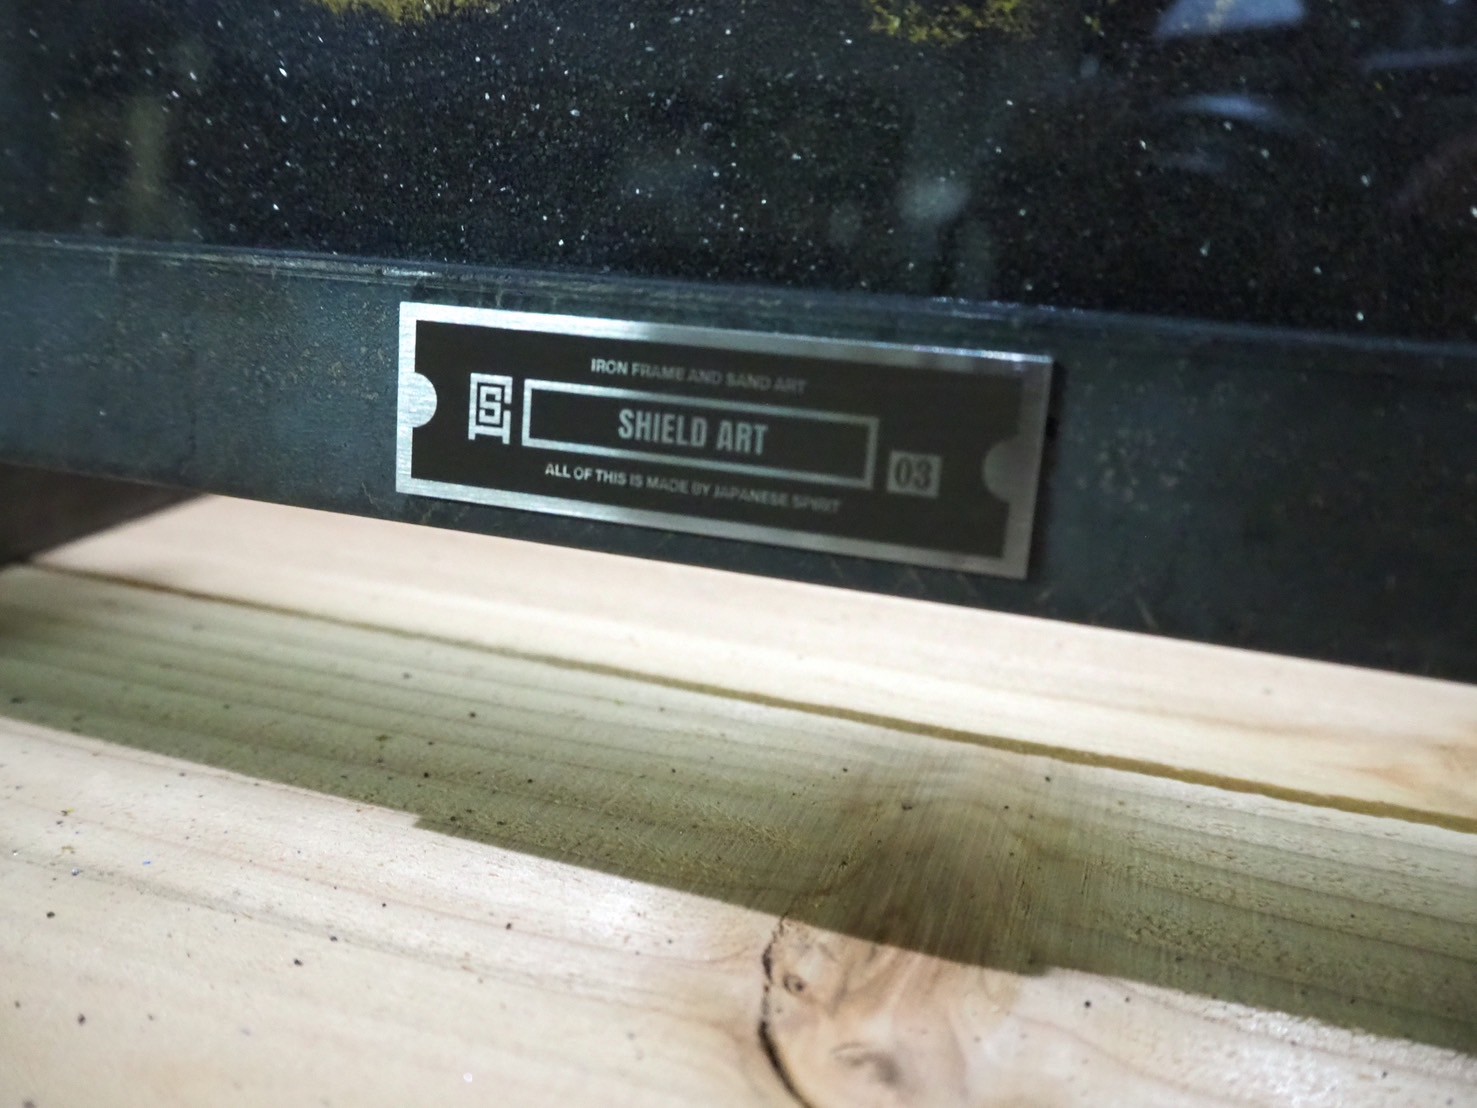 IRON FRAME AND SAND ART
SHIELD ART
03
ALL OF THIS IS MADE BY JAPANESE SPIRIT